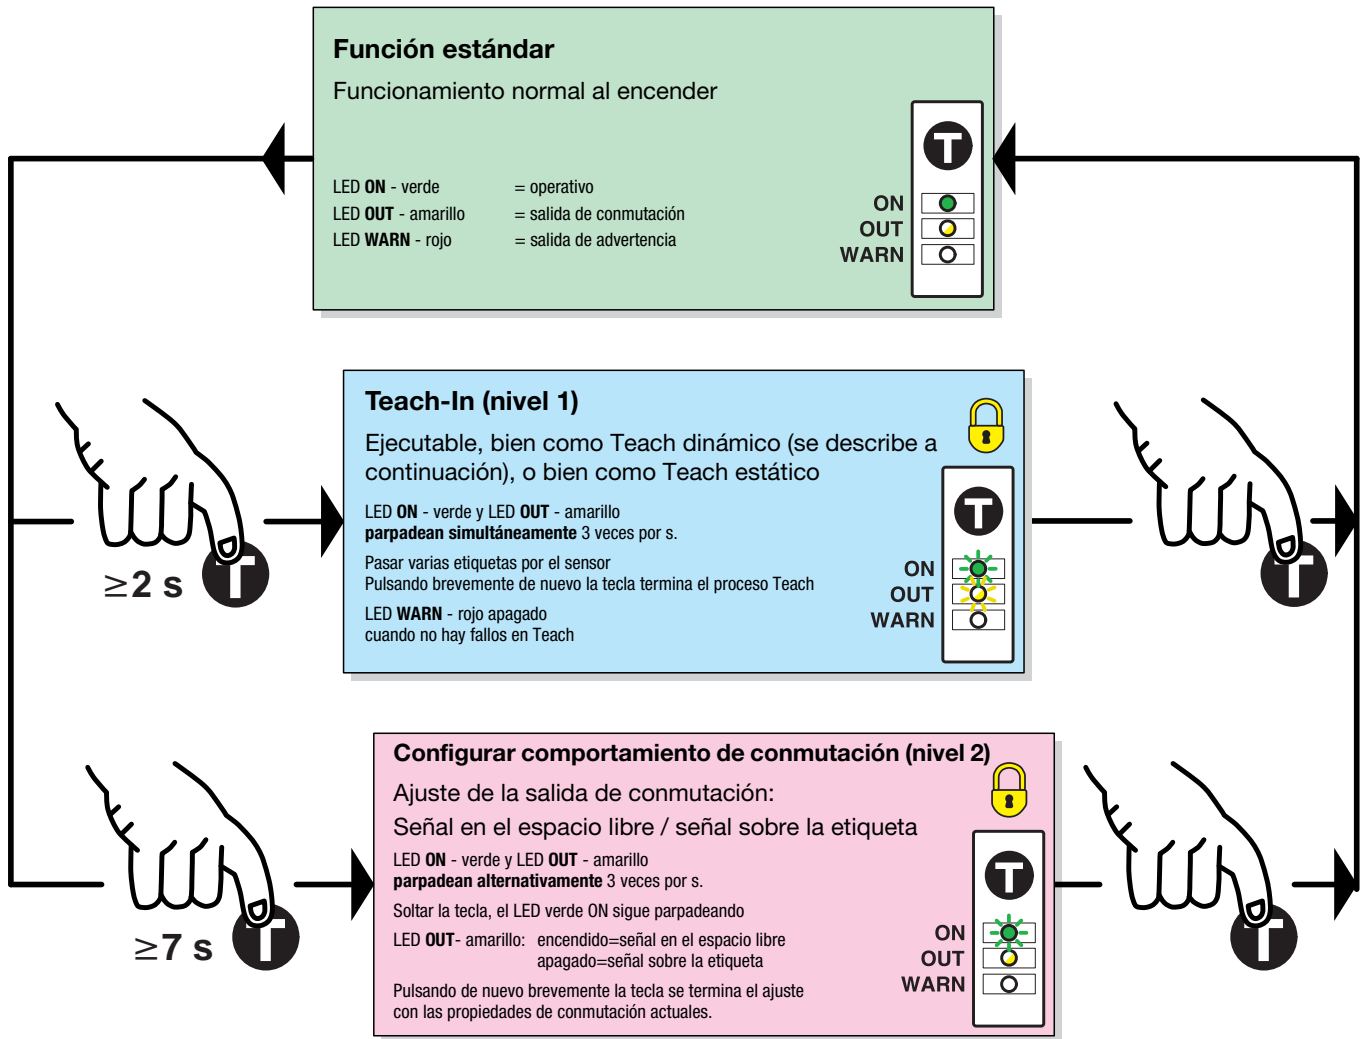 Función estándar
Funcionamiento normal al encender
LED ON - verde = operativo
LED OUT - amarillo = salida de conmutación
LED WARN - rojo = salida de advertencia
T
ON
OUT
WARN
Teach-In (nivel 1)
Ejecutable, bien como Teach dinámico (se describe a
continuación), o bien como Teach estático
LED ON - verde y LED OUT - amarillo
parpadean simultáneamente 3 veces por s.
Pasar varias etiquetas por el sensor
Pulsando brevemente de nuevo la tecla termina el proceso Teach
LED WARN - rojo apagado
cuando no hay fallos en Teach
T
ON
OUT
WARN
≥2 s
T
T
Configurar comportamiento de conmutación (nivel 2)
Ajuste de la salida de conmutación:
Señal en el espacio libre / señal sobre la etiqueta
LED ON - verde y LED OUT - amarillo
parpadean alternativamente 3 veces por s.
Soltar la tecla, el LED verde ON sigue parpadeando
LED OUT- amarillo: encendido=señal en el espacio libre
apagado=señal sobre la etiqueta
Pulsando de nuevo brevemente la tecla se termina el ajuste
con las propiedades de conmutación actuales.
T
ON
OUT
WARN
≥7 s
T
T